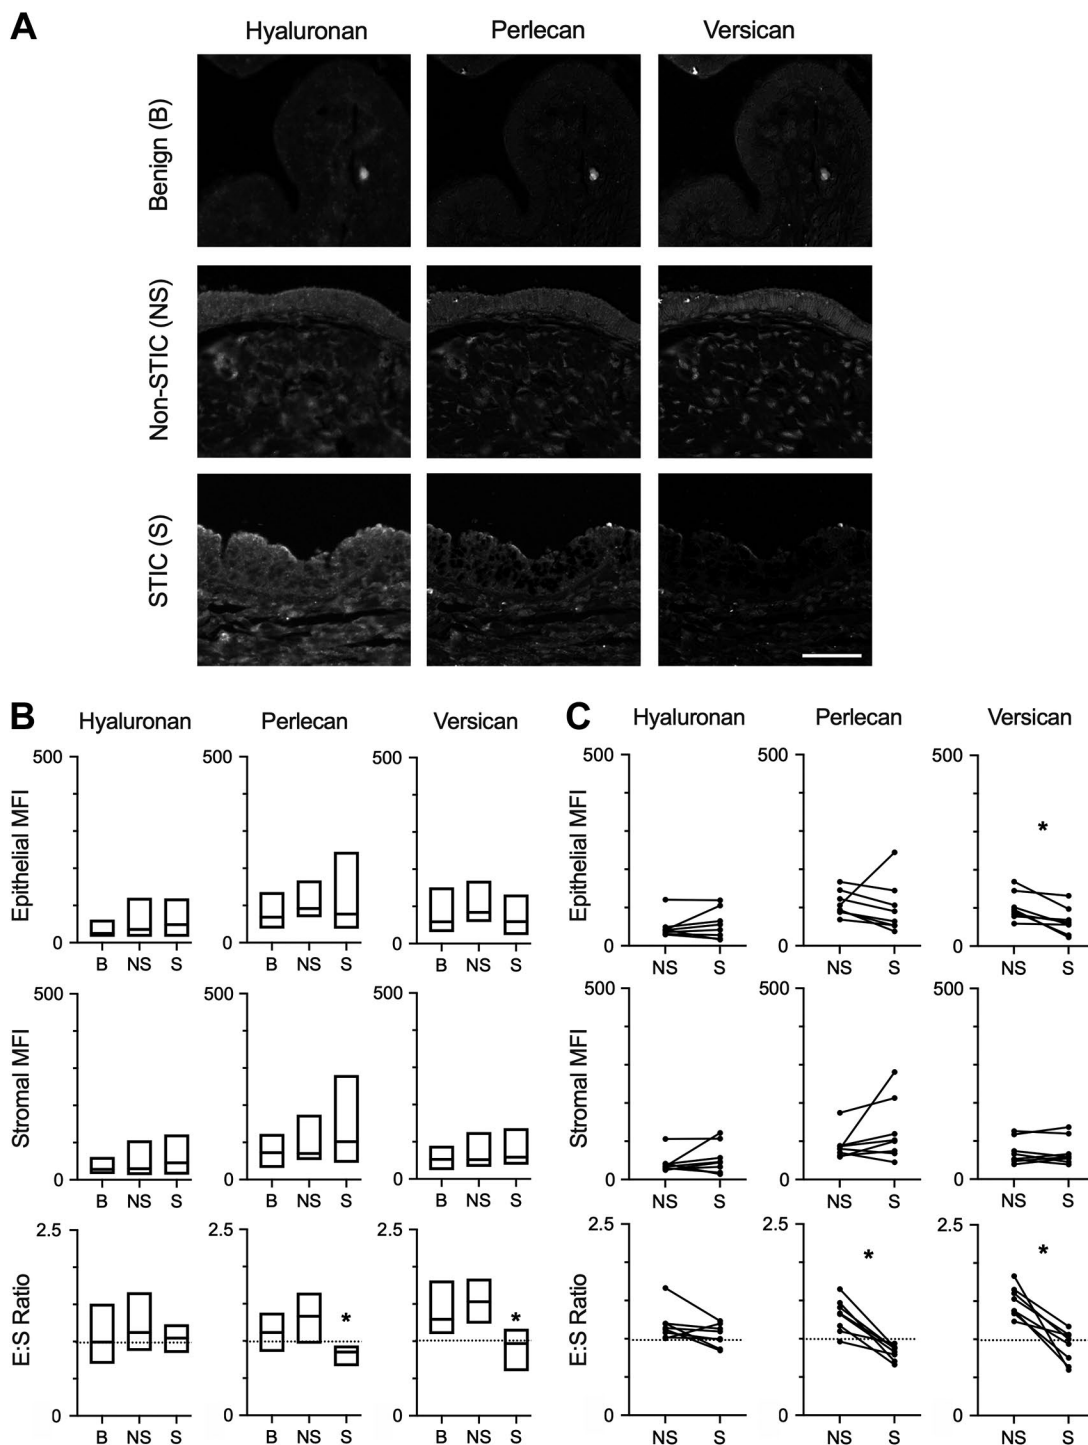 A
Hyaluronan Perlecan Versican
Benign (B)
Non-STIC (NS)
STIC (S)
B
Hyaluronan Perlecan Versican
Epithelial MFI
500 500 500
0 0 0
B NS S B NS S B NS S
Stromal MFI
500 500 500
0 0 0
B NS S B NS S B NS S
E:S Ratio
2.5 2.5 2.5
* *
0 0 0
B NS S B NS S B NS S
C
Hyaluronan Perlecan Versican
Epithelial MFI
500 500 500
*
0 0 0
NS S NS S NS S
Stromal MFI
500 500 500
0 0 0
NS S NS S NS S
E:S Ratio
2.5 2.5 2.5
* *
0 0 0
NS S NS S NS S